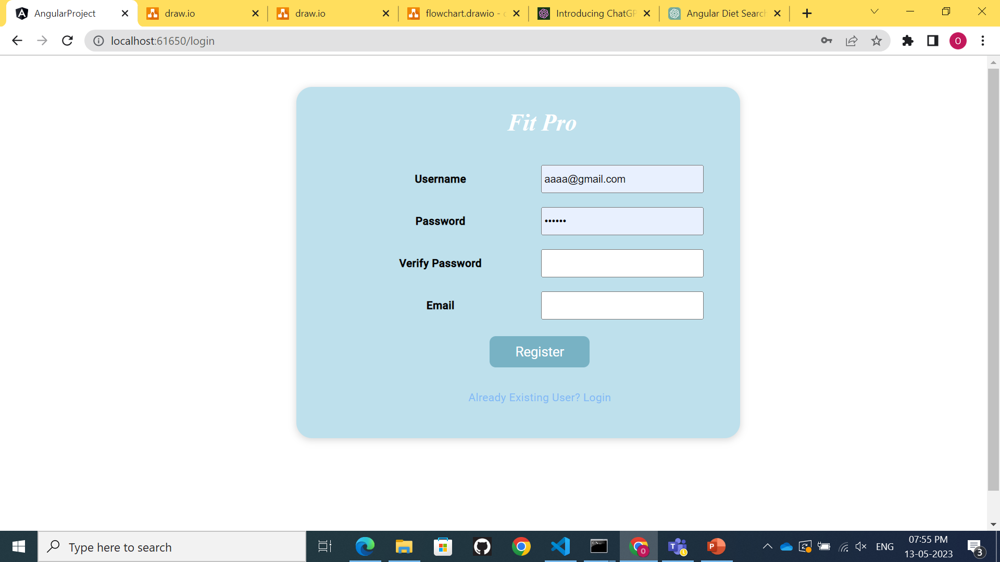 AngularProject
draw.io
draw.io
flowchart.drawio -
Introducing ChatGP
Angular Diet Search
localhost:61650/login
O
Fit Pro
Username
aaaa@gmail.com
Password
••••••
Verify Password
Email
Register
Already Existing User? Login
Type here to search
O
T
P
ENG
07:55 PM
13-05-2023
3